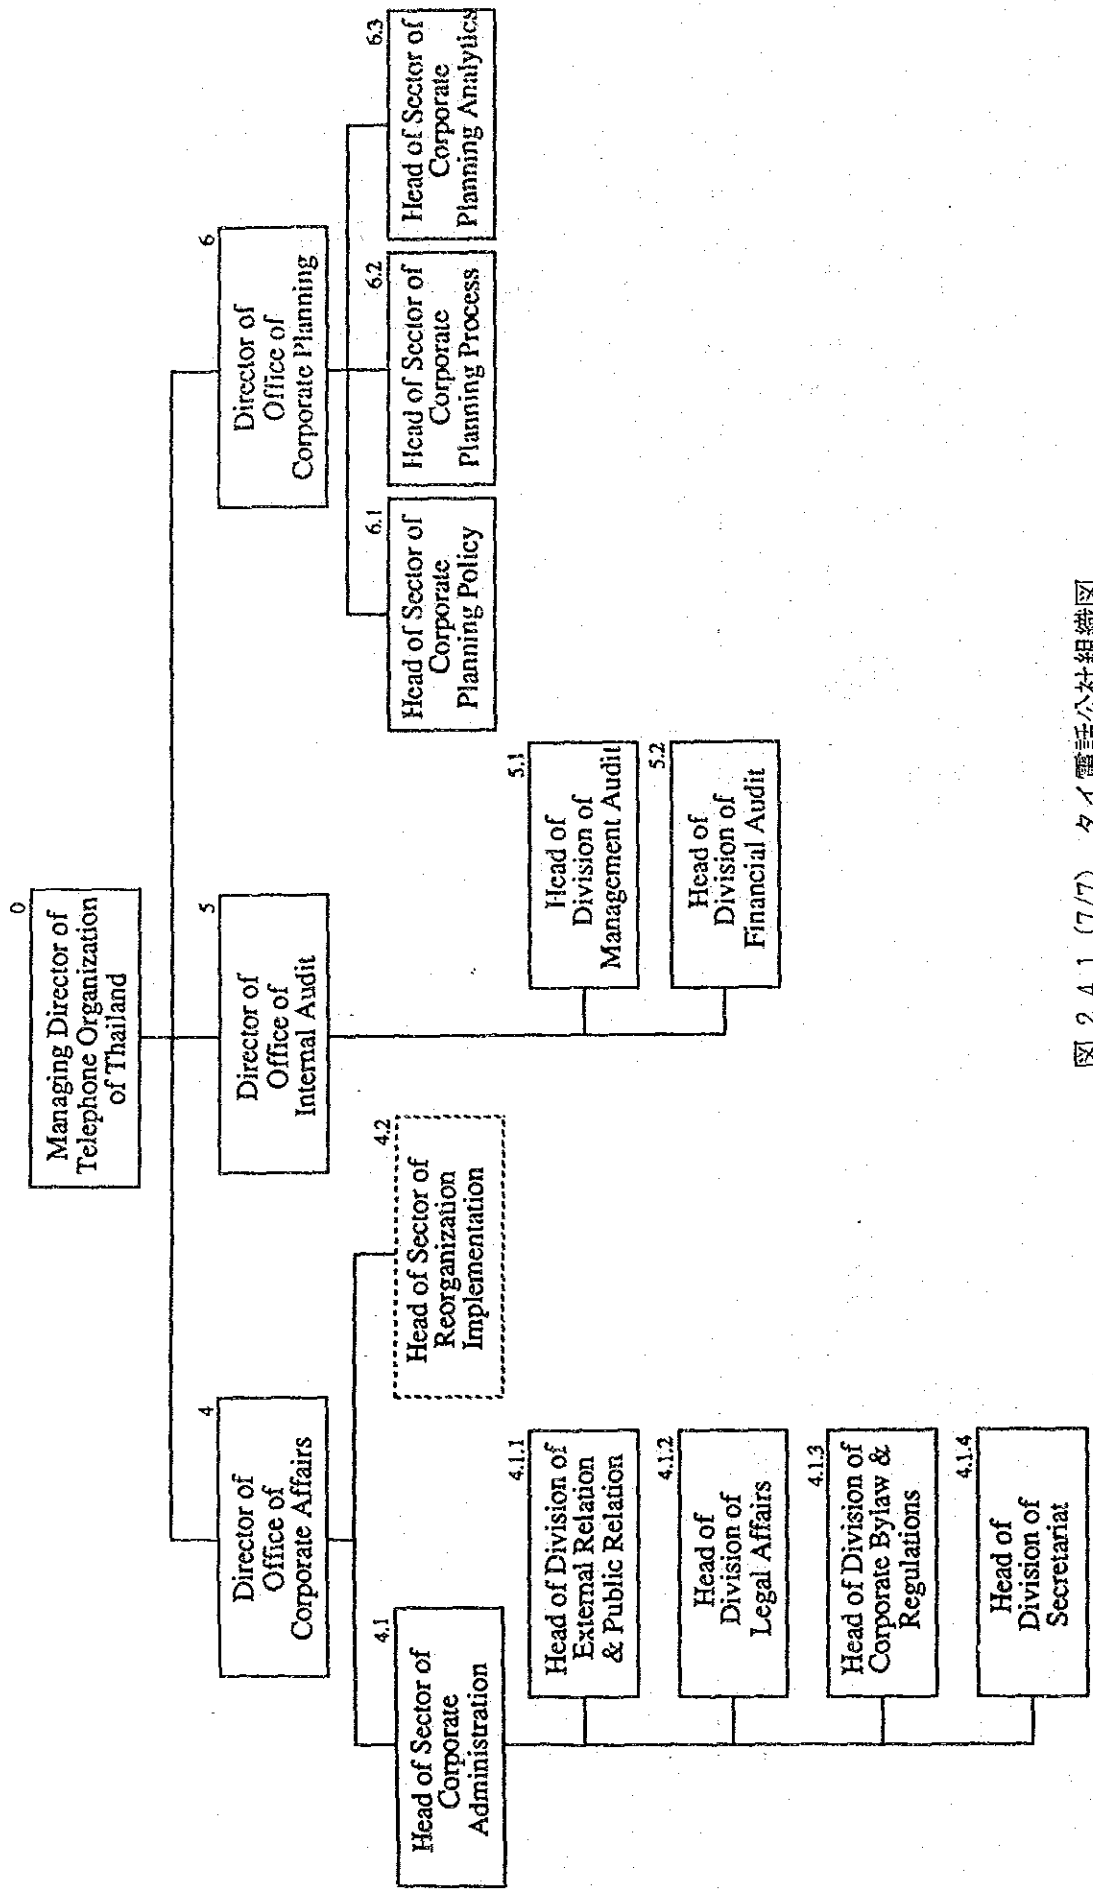 0
Managing Director of
Telephone Organization
of Thailand
4
Director of
Office of
Corporate Affairs
5
Director of
Office of
Internal Audit
6
Director of
Office of
Corporate Planning
4.1
Head of Sector of
Corporate
Administration
4.2
Head of Sector of
Reorganization
Implementation
6.1
Head of Sector of
Corporate
Planning Policy
6.2
Head of Sector of
Corporate
Planning Process
6.3
Head of Sector of
Corporate
Planning Analytics
4.1.1
Head of Division of
External Relation
& Public Relation
4.1.2
Head of
Division of
Legal Affairs
4.1.3
Head of Division of
Corporate Bylaw &
Regulations
4.1.4
Head of
Division of
Secretariat
5.1
Head of
Division of
Management Audit
5.2
Head of
Division of
Financial Audit
図 2.4.1 (7/7) タイ電話公社組織図